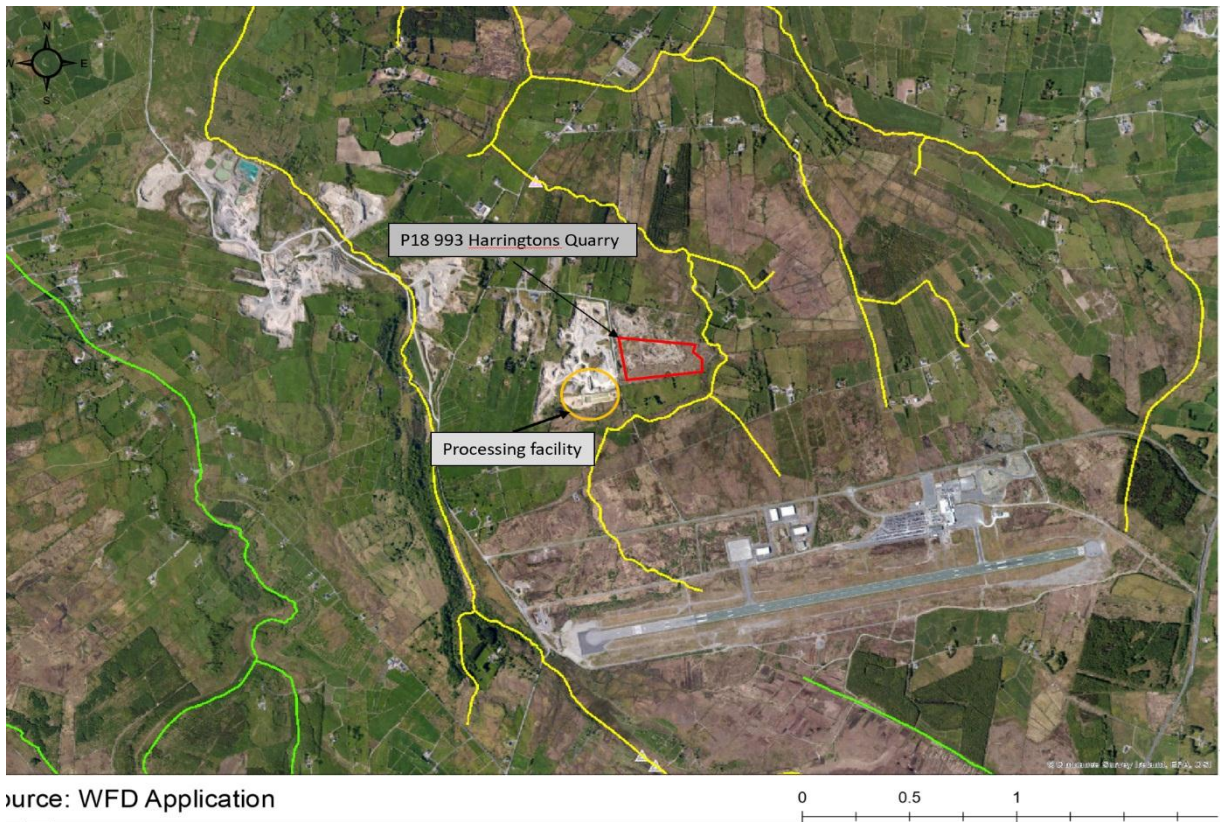 N
W E
S
P18 993 Harringtons Quarry
Processing facility
ource: WFD Application
0 0.5 1